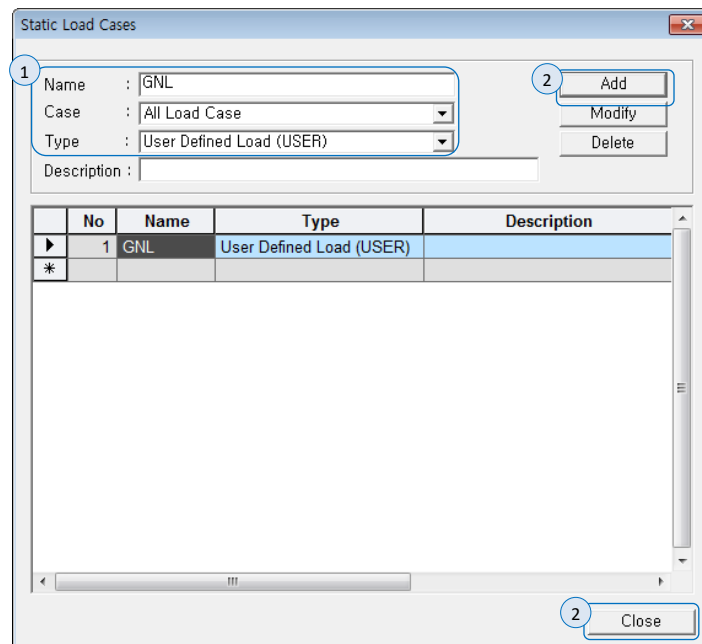 Static Load Cases
1
Name : GNL
2
Add
Case : All Load Case
Modify
Type : User Defined Load (USER)
Delete
Description :
No Name Type Description
1 GNL User Defined Load (USER)
2
Close